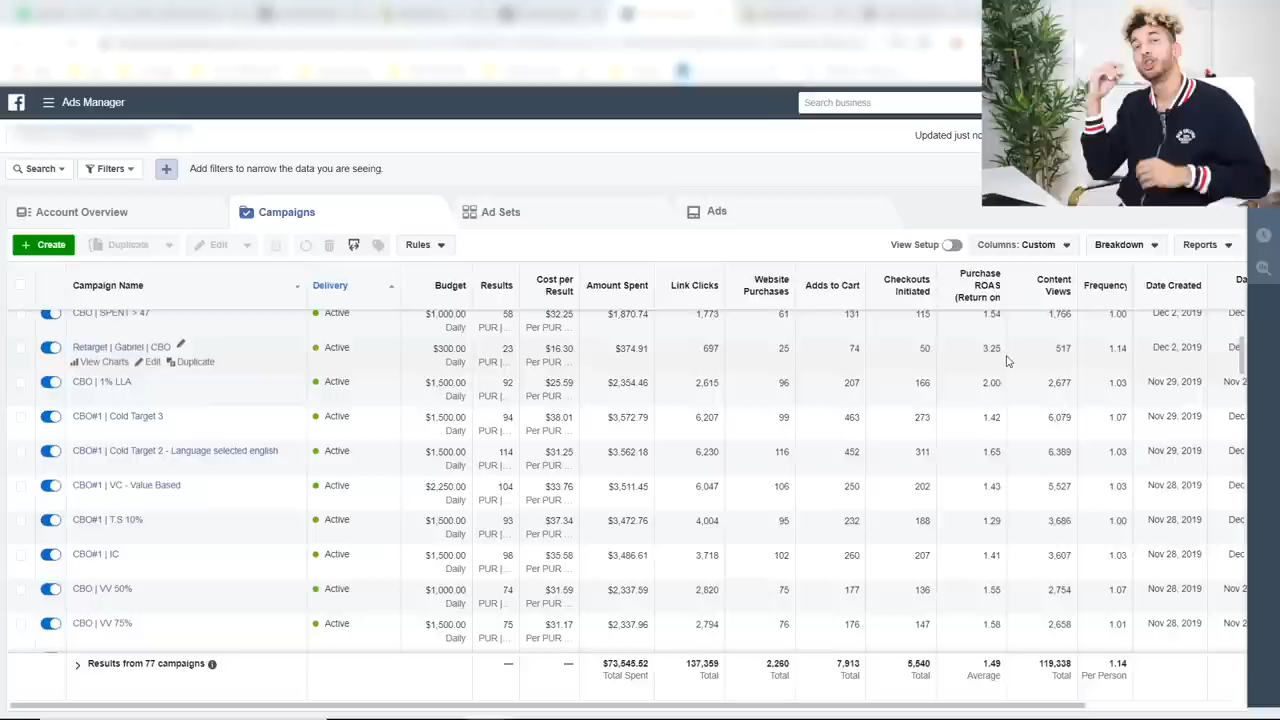 Ads Manager
Search business
Updated just no
Search Filters Add filters to narrow the data you are seeing.
Account Overview Campaigns Ad Sets Ads
+ Create Duplicate Edit Rules View Setup Columns: Custom Breakdown Reports
Campaign Name Delivery Budget Results Cost per Result Amount Spent Link Clicks Website Purchases Adds to Cart Checkouts Initiated Purchase ROAS (Return on Content Views Frequency Date Created Da
CBO | SPENT > 47 Active $1,000.00 58 $32.25 $1,870.74 1,773 61 131 115 1.54 1,766 1.00 Dec 2, 2019 Dec
Daily PUR |... Per PUR ...
Retarget | Gabriel | CBO Active $300.00 23 $16.30 $374.91 697 25 74 50 3.25 517 1.14 Dec 2, 2019 De
View Charts Edit Duplicate Daily PUR |... Per PUR ...
CBO | 1% LLA Active $1,500.00 92 $25.59 $2,354.46 2,615 96 207 166 2.00 2,677 1.03 Nov 29, 2019 Nov 2
Daily PUR |... Per PUR ...
CBO#1 | Cold Target 3 Active $1,500.00 94 $38.01 $3,572.79 6,207 99 463 273 1.42 6,079 1.07 Nov 29, 2019 Dec
Daily PUR |... Per PUR ...
CBO#1 | Cold Target 2 - Language selected english Active $1,500.00 114 $31.25 $3,562.18 6,230 116 452 311 1.65 6,389 1.03 Nov 29, 2019 Dec
Daily PUR |... Per PUR ...
CBO#1 | VC - Value Based Active $2,250.00 104 $33.76 $3,511.45 6,047 106 250 202 1.43 5,527 1.03 Nov 28, 2019 Dec
Daily PUR |... Per PUR ...
CBO#1 | T.S 10% Active $1,500.00 93 $37.34 $3,472.76 4,004 95 232 188 1.29 3,686 1.00 Nov 28, 2019 Dec
Daily PUR |... Per PUR ...
CBO#1 | IC Active $1,500.00 98 $35.58 $3,486.61 3,718 102 260 207 1.41 3,607 1.03 Nov 28, 2019 Dec
Daily PUR |... Per PUR ...
CBO | VV 50% Active $1,000.00 74 $31.59 $2,337.59 2,820 75 177 136 1.55 2,754 1.07 Nov 28, 2019 Nov 2
Daily PUR |... Per PUR ...
CBO | VV 75% Active $1,500.00 75 $31.17 $2,337.96 2,794 76 176 147 1.58 2,658 1.01 Nov 28, 2019 Nov 2
Daily PUR |... Per PUR ...
Results from 77 campaigns — — $73,545.52 137,359 2,260 7,913 5,540 1.49 119,338 1.14
Total Spent Total Total Total Total Average Total Per Person